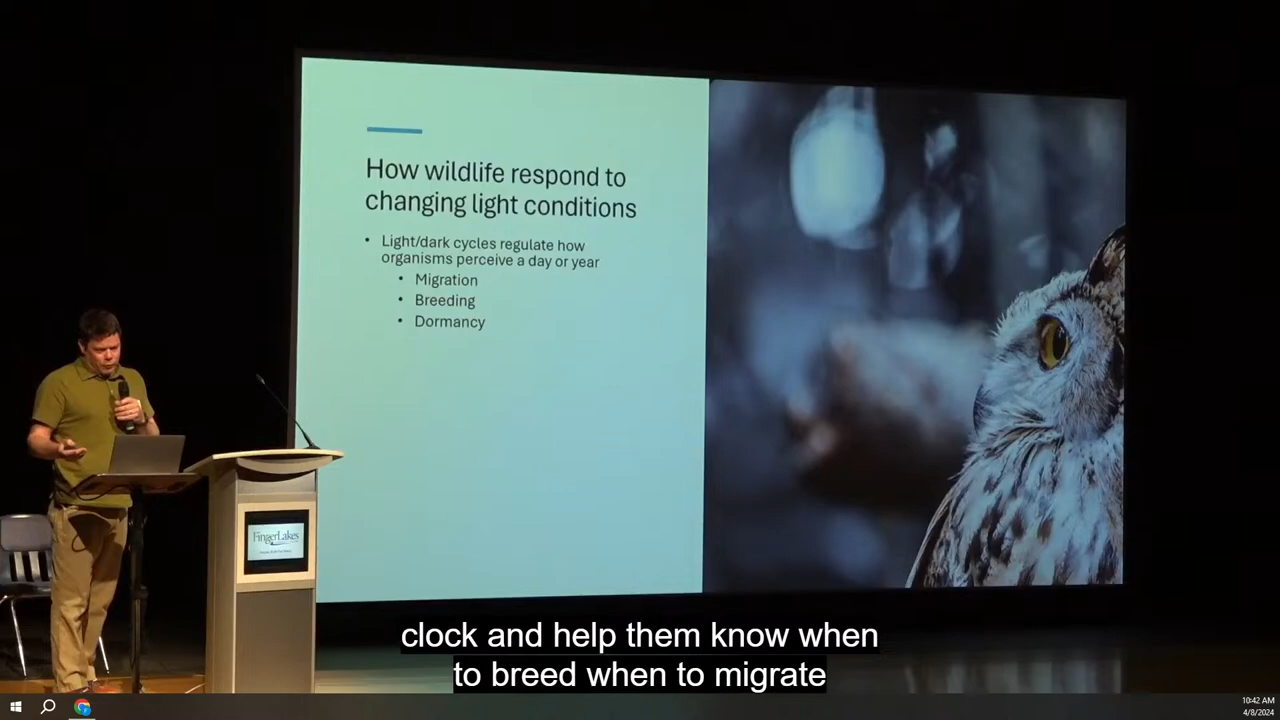 How wildlife respond to
changing light conditions
• Light/dark cycles regulate how
organisms perceive a day or year
• Migration
• Breeding
• Dormancy
FingerLakes
clock and help them know when
to breed when to migrate
10:42 AM
4/8/2024